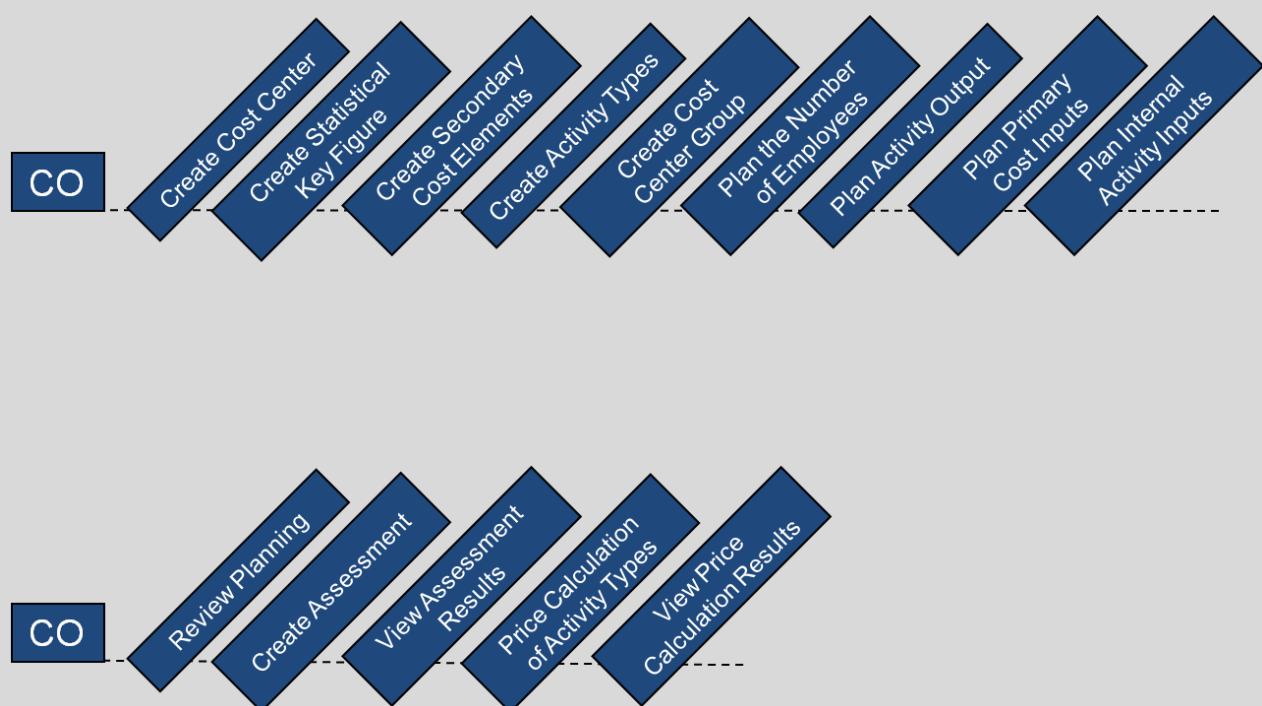 CO
Create Cost Center
Create Statistical
Key Figure
Create Secondary
Cost Elements
Create Activity Types
Create Cost
Center Group
Plan the Number
of Employees
Plan Activity Output
Plan Primary
Cost Inputs
Plan Internal
Activity Inputs
CO
Review Planning
Create Assessment
View Assessment
Results
Price Calculation
of Activity Types
View Price
Calculation Results